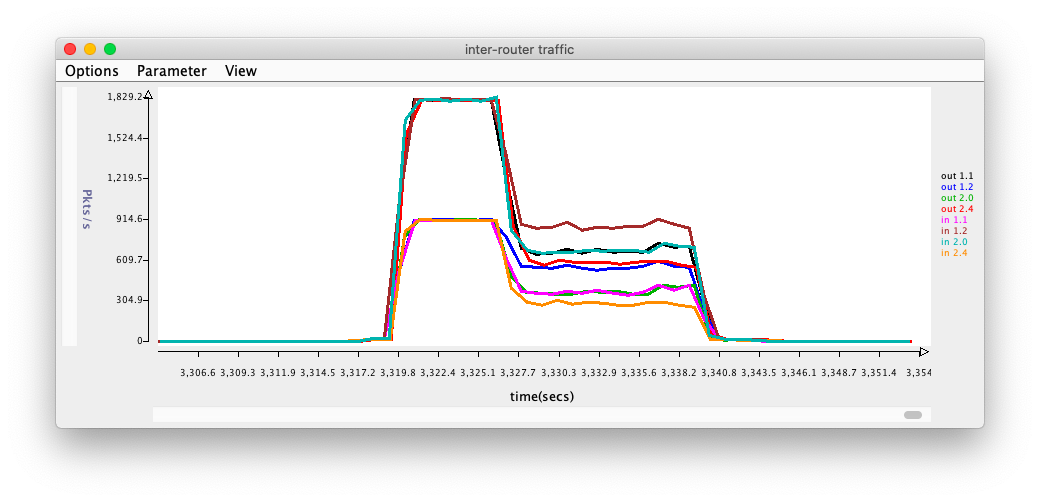 inter-router traffic
Options Parameter View
1,829.2
1,524.4
1,219.5
914.6
609.7
304.9
0
Pkts/s
out 1.1
out 1.2
out 2.0
out 2.4
in 1.1
in 1.2
in 2.0
in 2.4
3,306.6 3,309.3 3,311.9 3,314.5 3,317.2 3,319.8 3,322.4 3,325.1 3,327.7 3,330.3 3,332.9 3,335.6 3,338.2 3,340.8 3,343.5 3,346.1 3,348.7 3,351.4 3,354
time(secs)